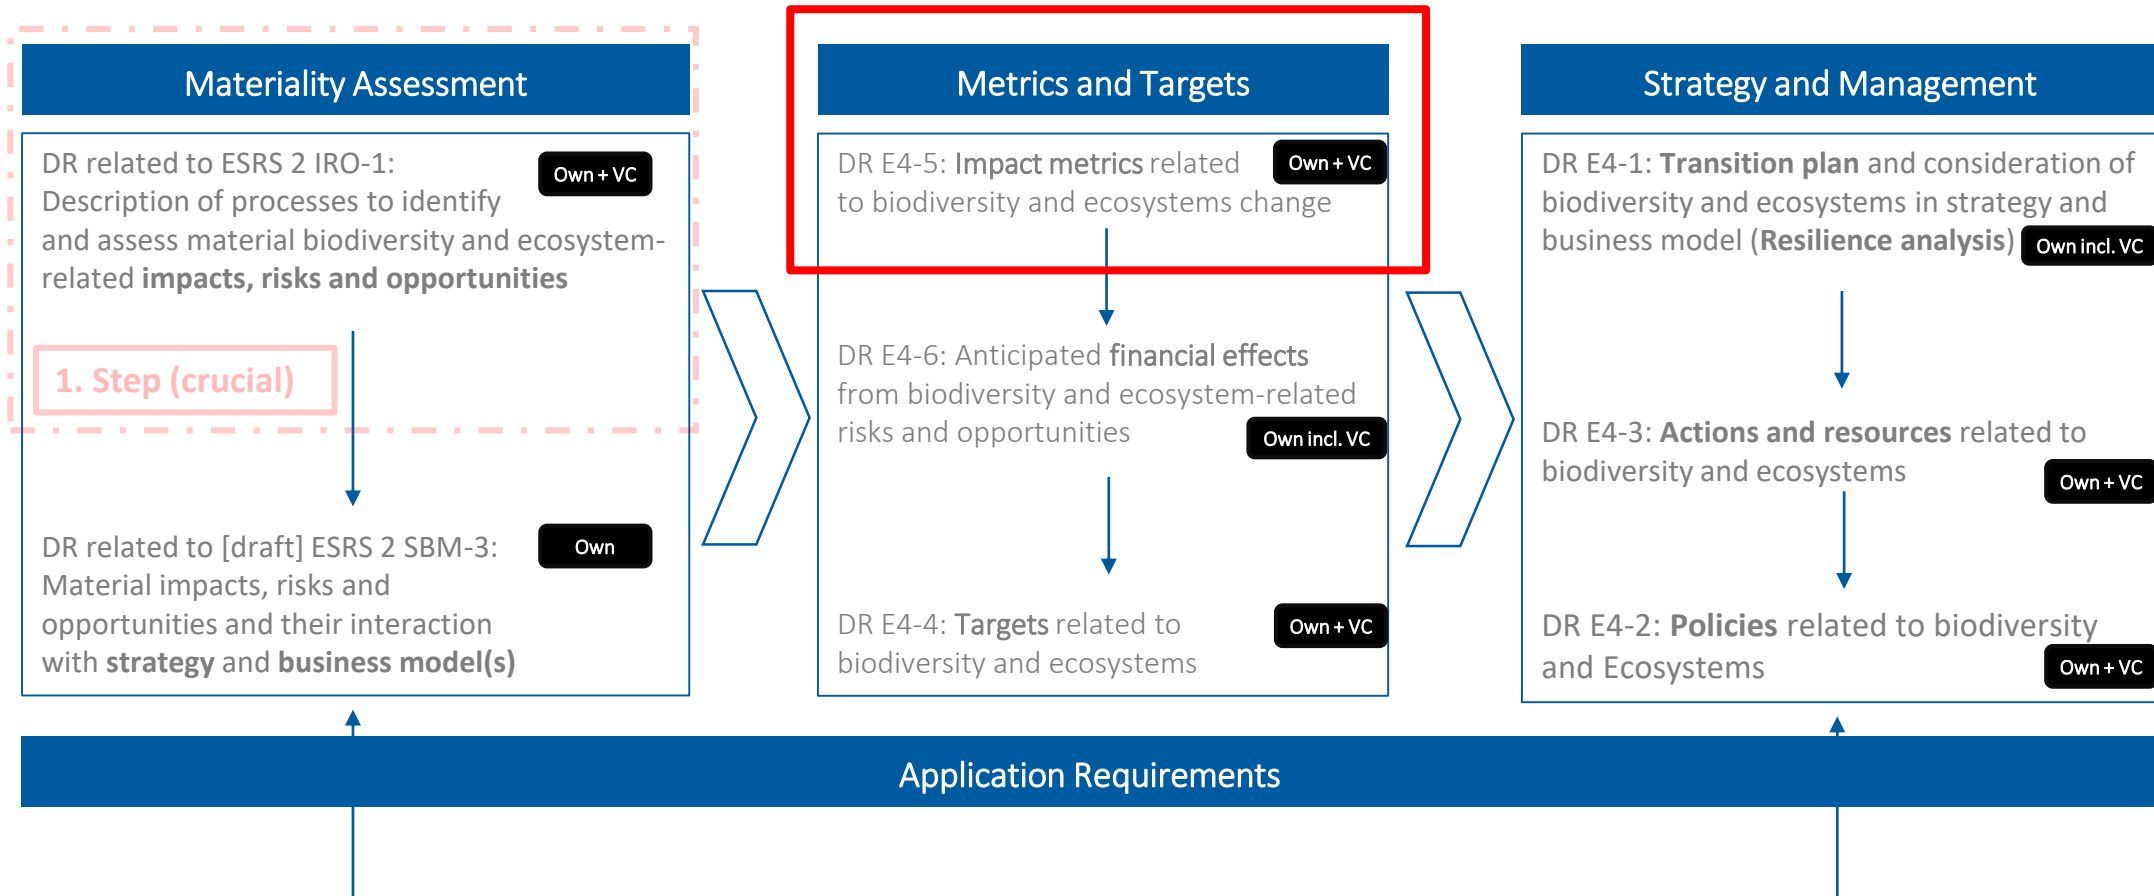 Materiality Assessment
DR related to ESRS 2 IRO-1:
Own + VC
Description of processes to identify
and assess material biodiversity and ecosystem-
related impacts, risks and opportunities
1. Step (crucial)
DR related to [draft] ESRS 2 SBM-3:
Own
Material impacts, risks and
opportunities and their interaction
with strategy and business model(s)
Metrics and Targets
DR E4-5: Impact metrics related
Own + VC
to biodiversity and ecosystems change
DR E4-6: Anticipated financial effects
from biodiversity and ecosystem-related
risks and opportunities
Own incl. VC
DR E4-4: Targets related to
Own + VC
biodiversity and ecosystems
Strategy and Management
DR E4-1: Transition plan and consideration of
biodiversity and ecosystems in strategy and
business model (Resilience analysis)
Own incl. VC
DR E4-3: Actions and resources related to
biodiversity and ecosystems
Own + VC
DR E4-2: Policies related to biodiversity
and Ecosystems
Own + VC
Application Requirements